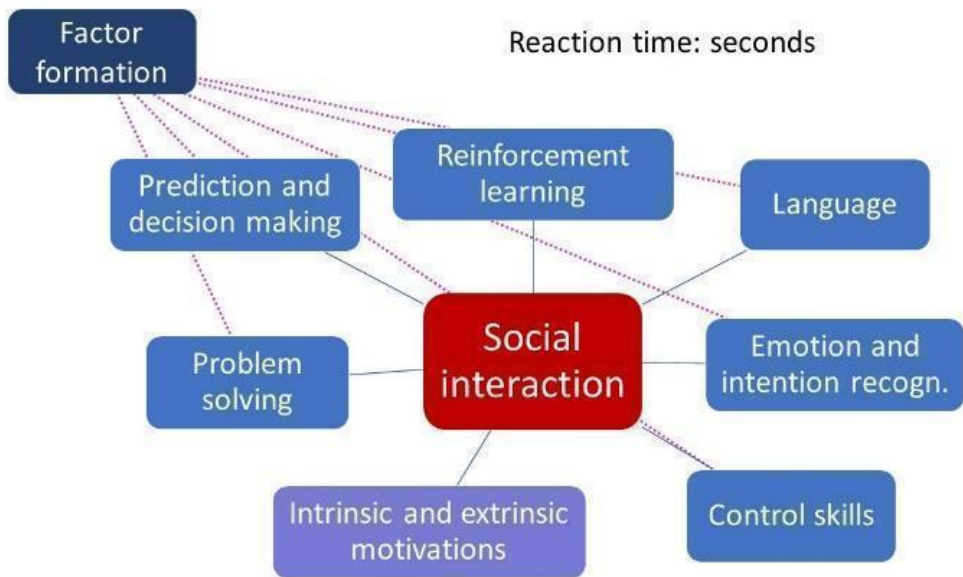 Factor
formation
Reaction time: seconds
Reinforcement
learning
Prediction and
decision making
Language
Social
interaction
Emotion and
intention recogn.
Problem
solving
Intrinsic and extrinsic
motivations
Control skills